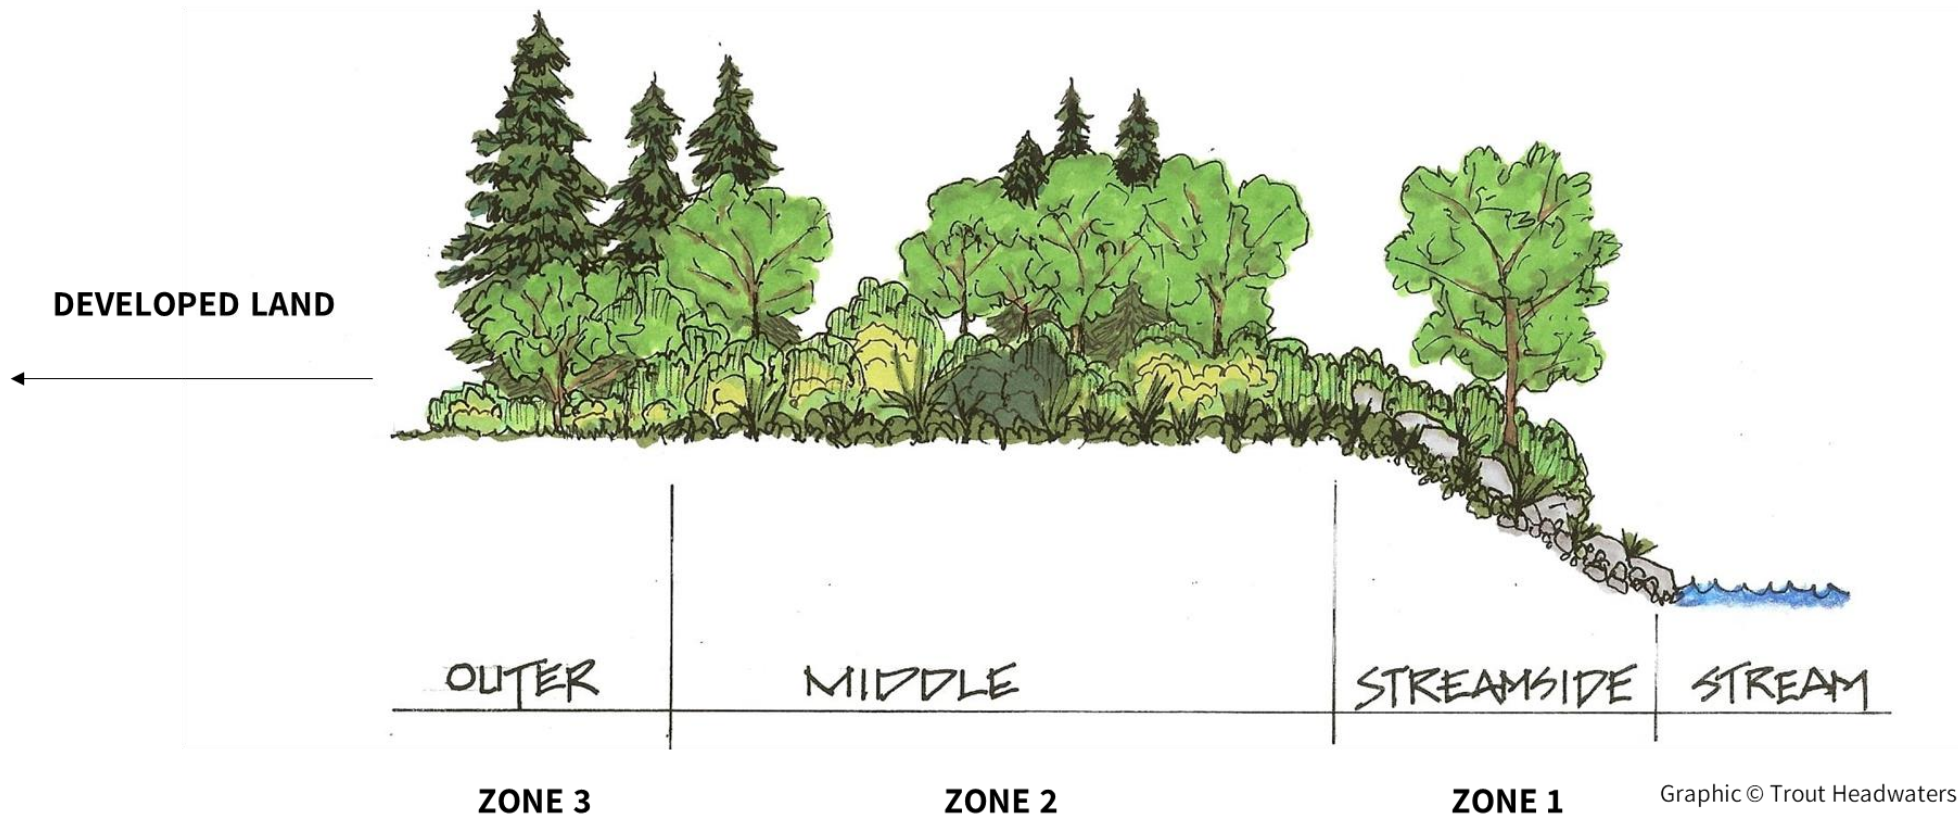 DEVELOPED LAND
OUTER
MIDDLE
STREAMSIDE
STREAM
ZONE 3
ZONE 2
ZONE 1
Graphic © Trout Headwaters